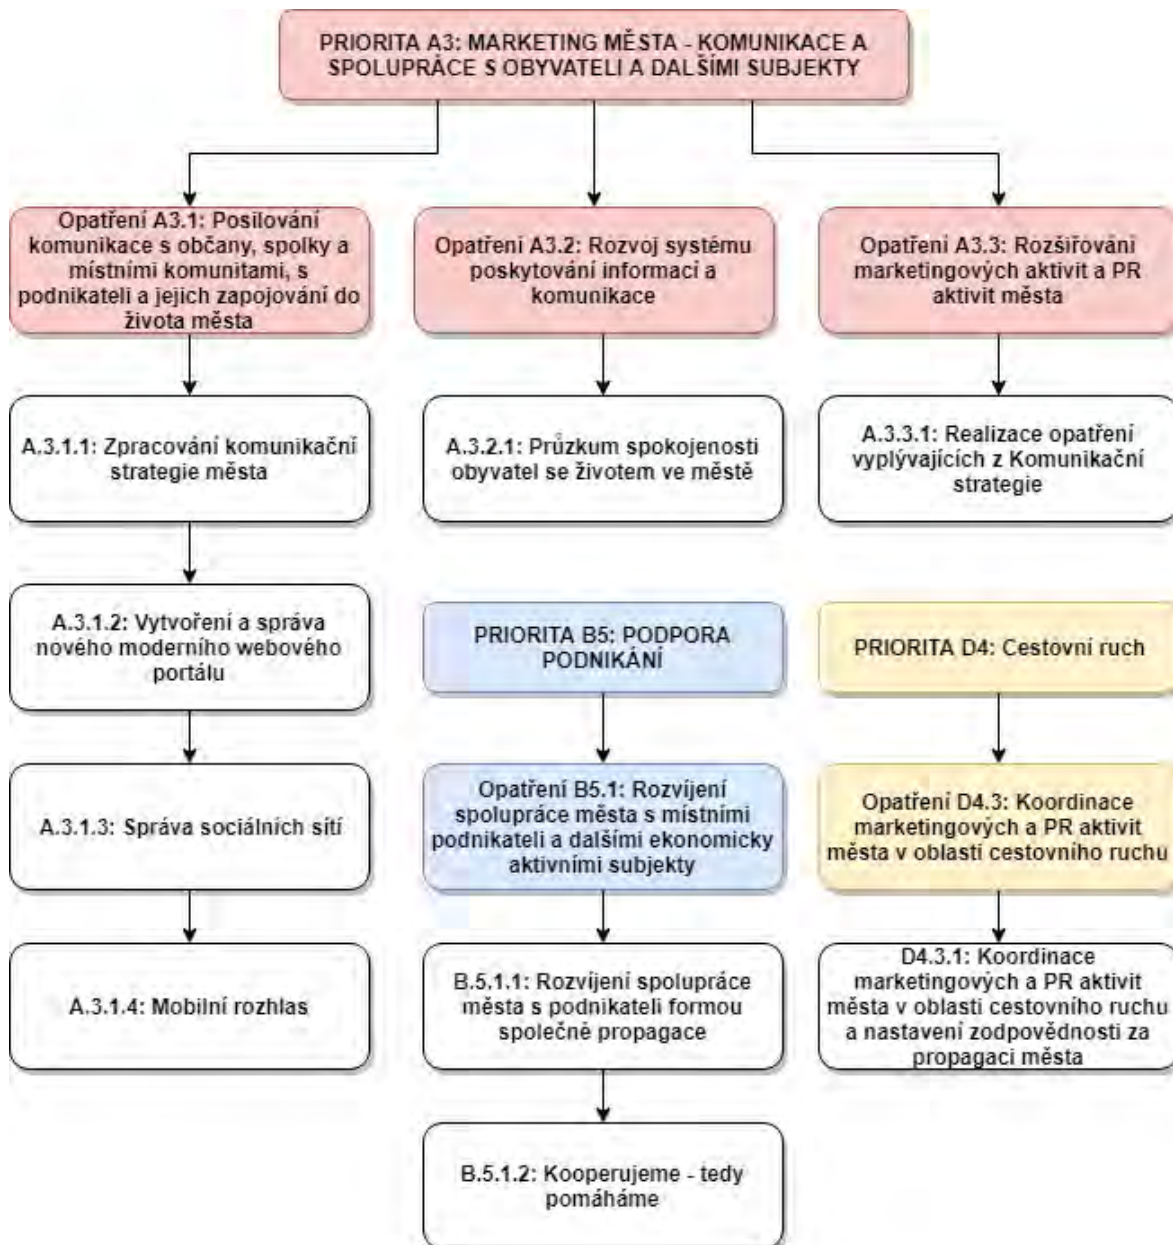 PRIORITA A3: MARKETING MĚSTA - KOMUNIKACE A
SPOLUPRÁCE S OBYVATELI A DALŠÍMI SUBJEKTY
Opatření A3.1: Posilování
komunikace s občany, spolky a
místními komunitami, s
podnikateli a jejich zapojování do
života města
Opatření A3.2: Rozvoj systému
poskytování informací a
komunikace
Opatření A3.3: Rozšiřování
marketingových aktivit a PR
aktivit města
A.3.1.1: Zpracování komunikační
strategie města
A.3.2.1: Průzkum spokojenosti
obyvatel se životem ve městě
A.3.3.1: Realizace opatření
vyplývajících z Komunikační
strategie
A.3.1.2: Vytvoření a správa
nového moderního webového
portálu
PRIORITA B5: PODPORA
PODNIKÁNÍ
PRIORITA D4: Cestovní ruch
A.3.1.3: Správa sociálních sítí
Opatření B5.1: Rozvíjení
spolupráce města s místními
podnikateli a dalšími ekonomicky
aktivními subjekty
Opatření D4.3: Koordinace
marketingových a PR aktivit
města v oblasti cestovního ruchu
A.3.1.4: Mobilní rozhlas
B.5.1.1: Rozvíjení spolupráce
města s podnikateli formou
společné propagace
D4.3.1: Koordinace
marketingových a PR aktivit
města v oblasti cestovního ruchu
a nastavení zodpovědnosti za
propagaci města
B.5.1.2: Kooperujeme - tedy
pomáháme